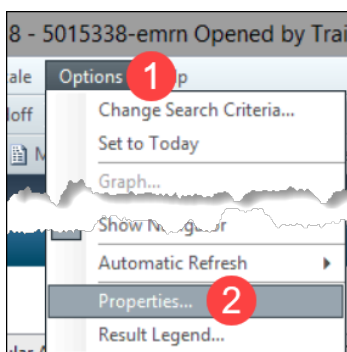 8 - 5015338-emrn Opened by Trai
ale Options 1 p
loff Change Search Criteria...
M Set to Today
Graph...
Show Navigator
Automatic Refresh
Properties... 2
Result Legend...